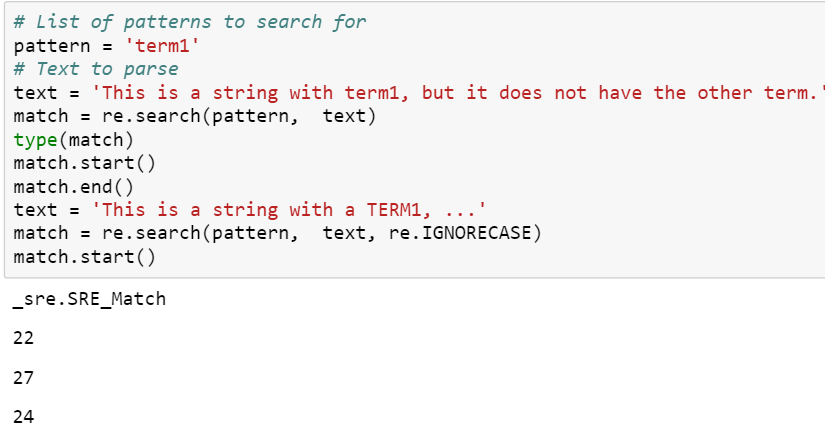 # List of patterns to search for
pattern = 'term1'
# Text to parse
text = 'This is a string with term1, but it does not have the other term.'
match = re.search(pattern,  text)
type(match)
match.start()
match.end()
text = 'This is a string with a TERM1, ...'
match = re.search(pattern,  text, re.IGNORECASE)
match.start()
_sre.SRE_Match
22
27
24